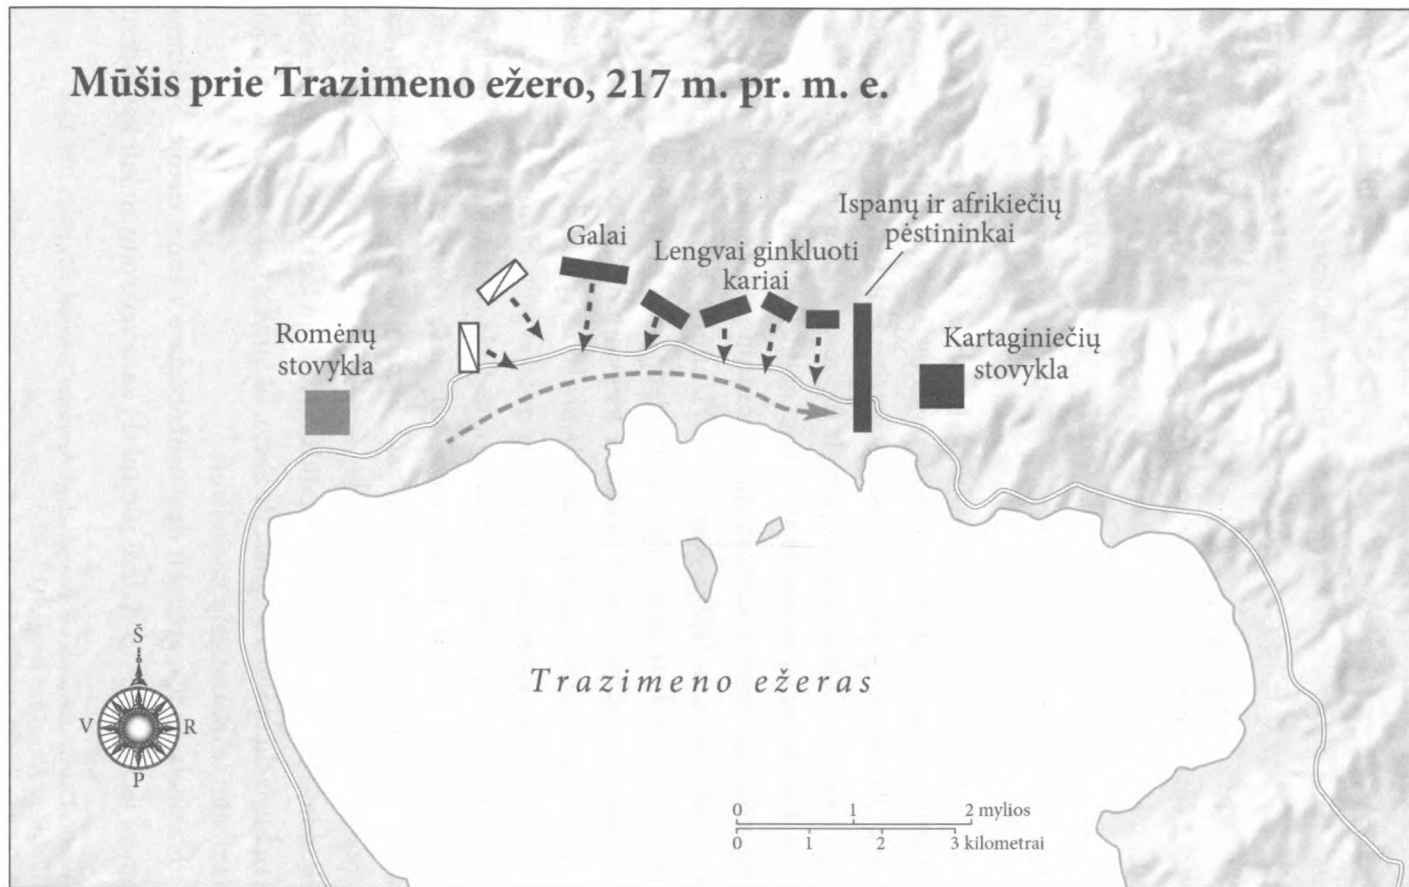 Mūšis prie Trazimeno ežero, 217 m. pr. m. e.
Ispanų ir afrikiečių
pėstininkai
Galai
Lengvai ginkluoti
kariai
Romėnų
stovykla
Kartaginiečių
stovykla
Trazimeno ežeras
Š
V
R
P
0 1 2 mylios
0 1 2 3 kilometrai